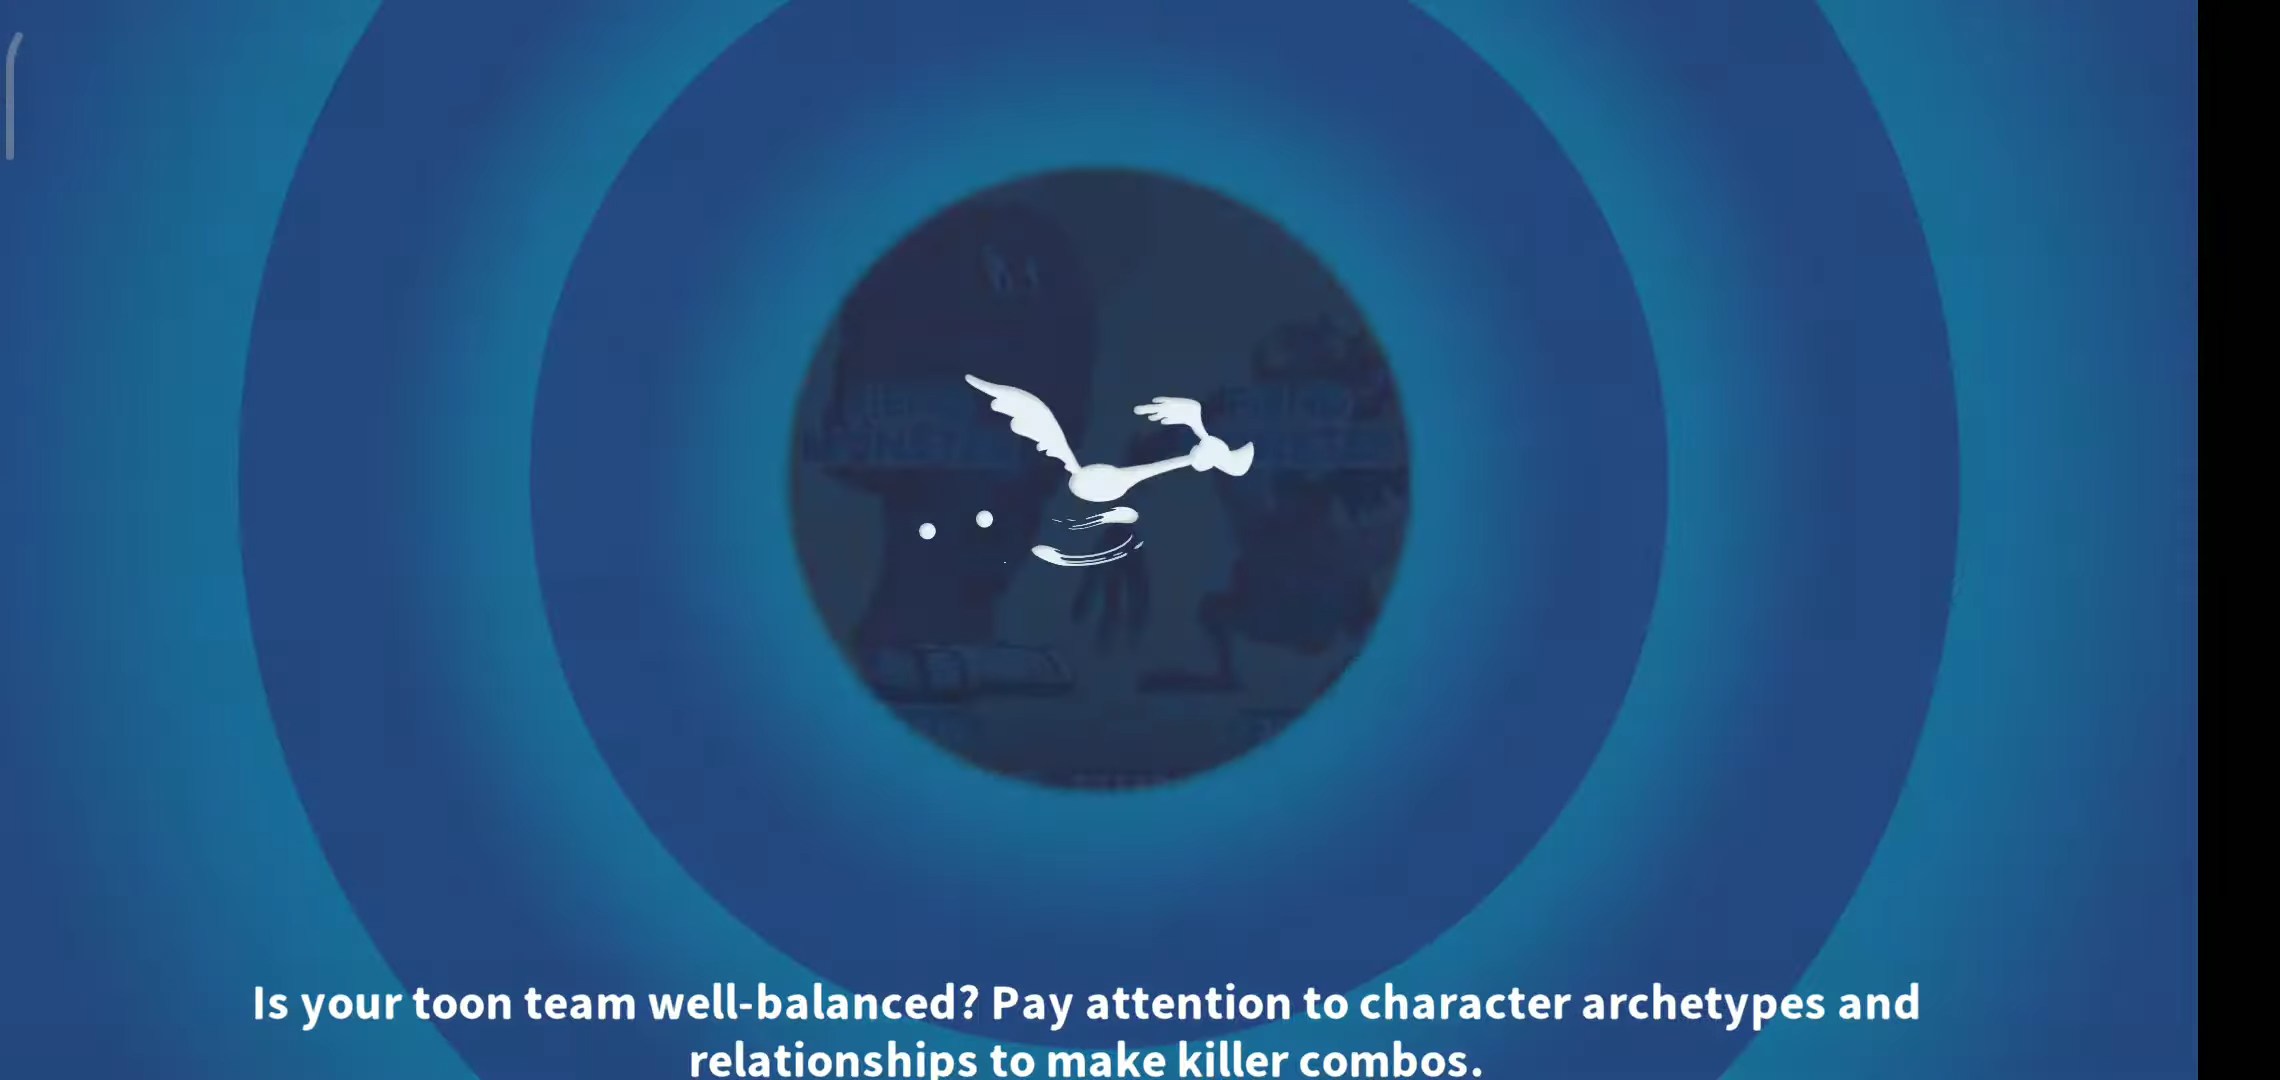 Is your toon team well-balanced? Pay attention to character archetypes and
relationships to make killer combos.